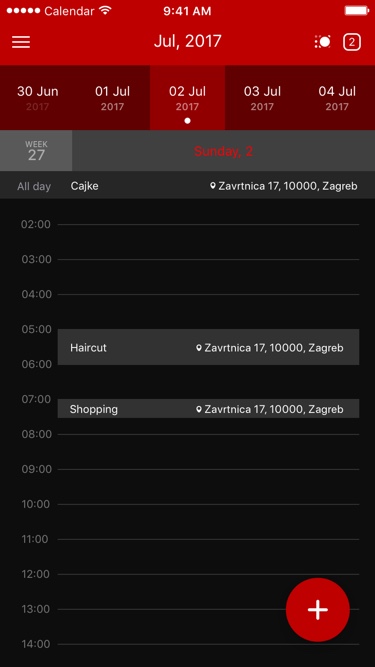 Calendar 9:41 AM
Jul, 2017
2
30 Jun 01 Jul 02 Jul 03 Jul 04 Jul
2017 2017 2017 2017 2017
WEEK
27
Sunday, 2
All day Cajke Zavrtnica 17, 10000, Zagreb
02:00
03:00
04:00
05:00
Haircut Zavrtnica 17, 10000, Zagreb
06:00
07:00
Shopping Zavrtnica 17, 10000, Zagreb
08:00
09:00
10:00
11:00
12:00
13:00
14:00